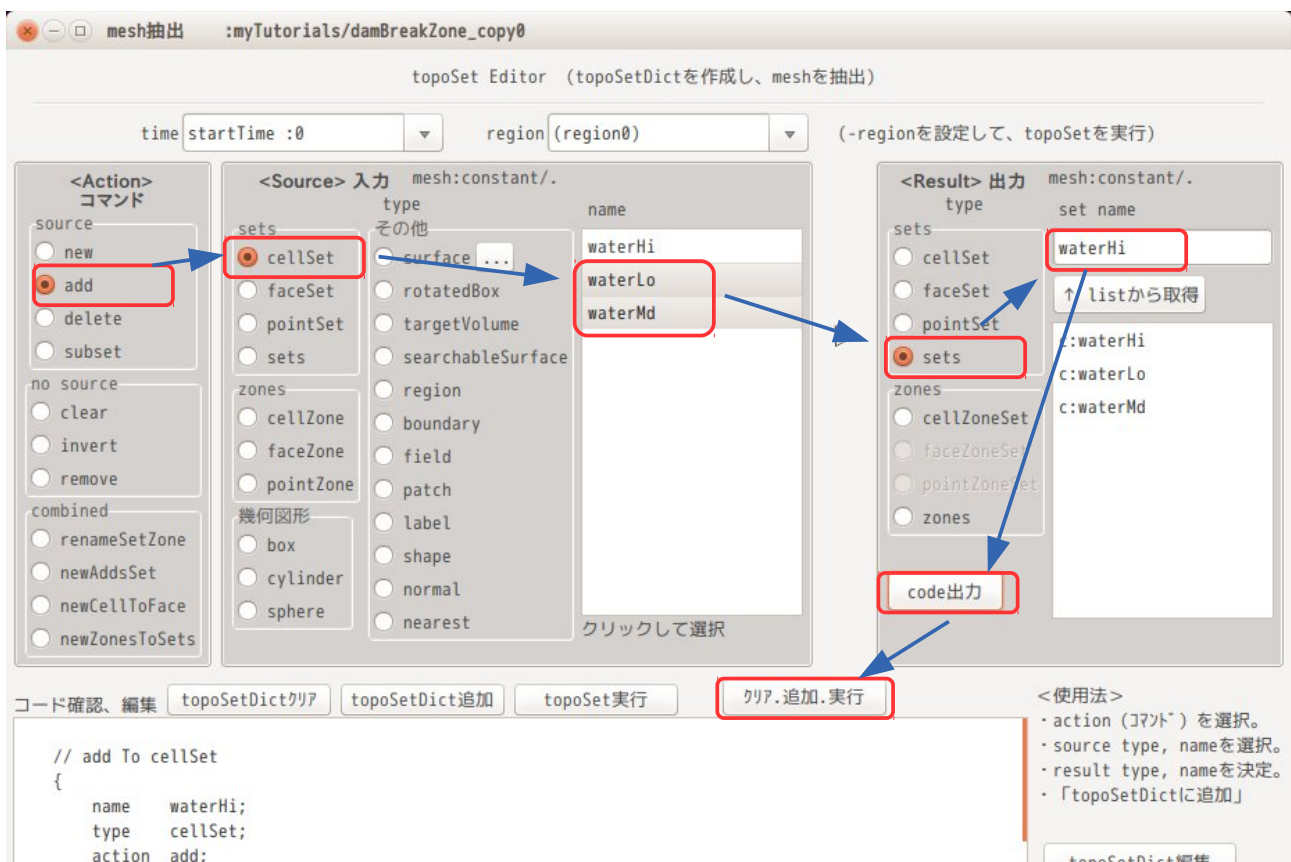 mesh抽出 :myTutorials/damBreakZone_copy0
topoSet Editor (topoSetDictを作成し、meshを抽出)
time startTime :0 region (region0) (-regionを設定して、topoSetを実行)
<Action>
コマンド
source
new
add
delete
subset
no source
clear
invert
remove
combined
renameSetZone
newAddsSet
newCellToFace
newZonesToSets
<Source> 入力 mesh:constant/.
type
sets
cellSet
faceSet
pointSet
sets
zones
cellZone
faceZone
pointZone
幾何図形
box
cylinder
sphere
その他
surface ...
rotatedBox
targetVolume
searchableSurface
region
boundary
field
patch
label
shape
normal
nearest
name
waterHi
waterLo
waterMd
クリックして選択
<Result> 出力 mesh:constant/.
type
sets
cellSet
faceSet
pointSet
sets
zones
cellZoneSet
faceZoneSet
pointZoneSet
zones
code出力
set name
waterHi
↑ listから取得
c:waterHi
c:waterLo
c:waterMd
コード確認、編集 topoSetDictｸﾘｱ topoSetDict追加 topoSet実行 ｸﾘｱ.追加.実行
// add To cellSet
{
name waterHi;
type cellSet;
action add;
<使用法>
・action (ｺﾏﾝﾄﾞ) を選択。
・source type, nameを選択。
・result type, nameを決定。
・「topoSetDictに追加」
topoSetDict編集